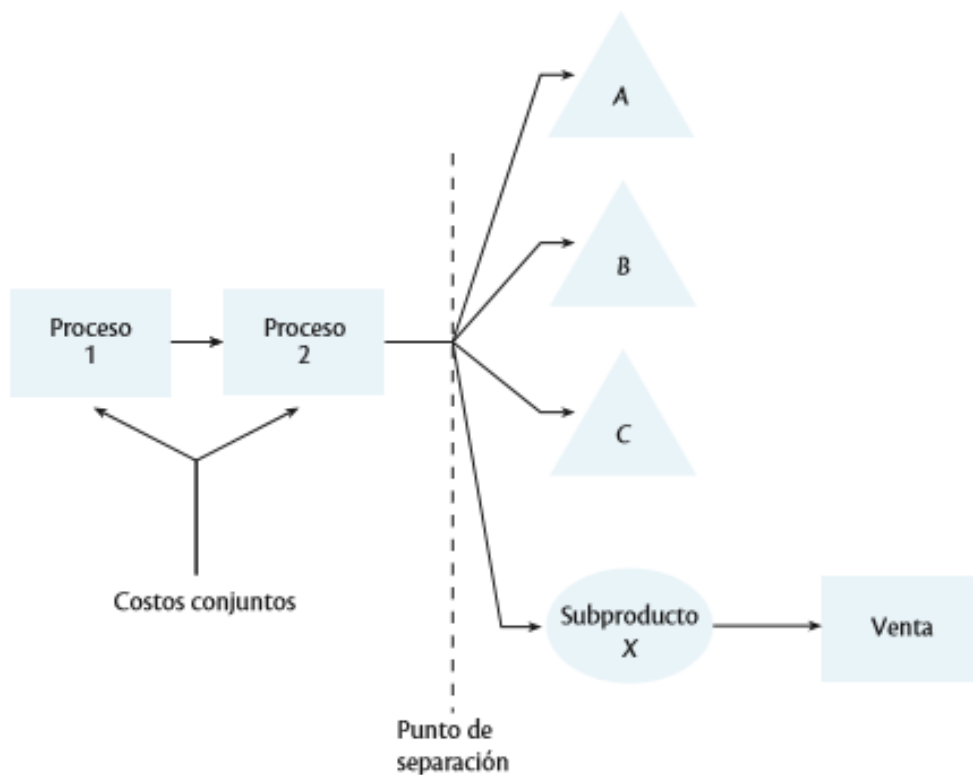 A
B
Proceso
1
Proceso
2
C
Costos conjuntos
Subproducto
X
Venta
Punto de
separación